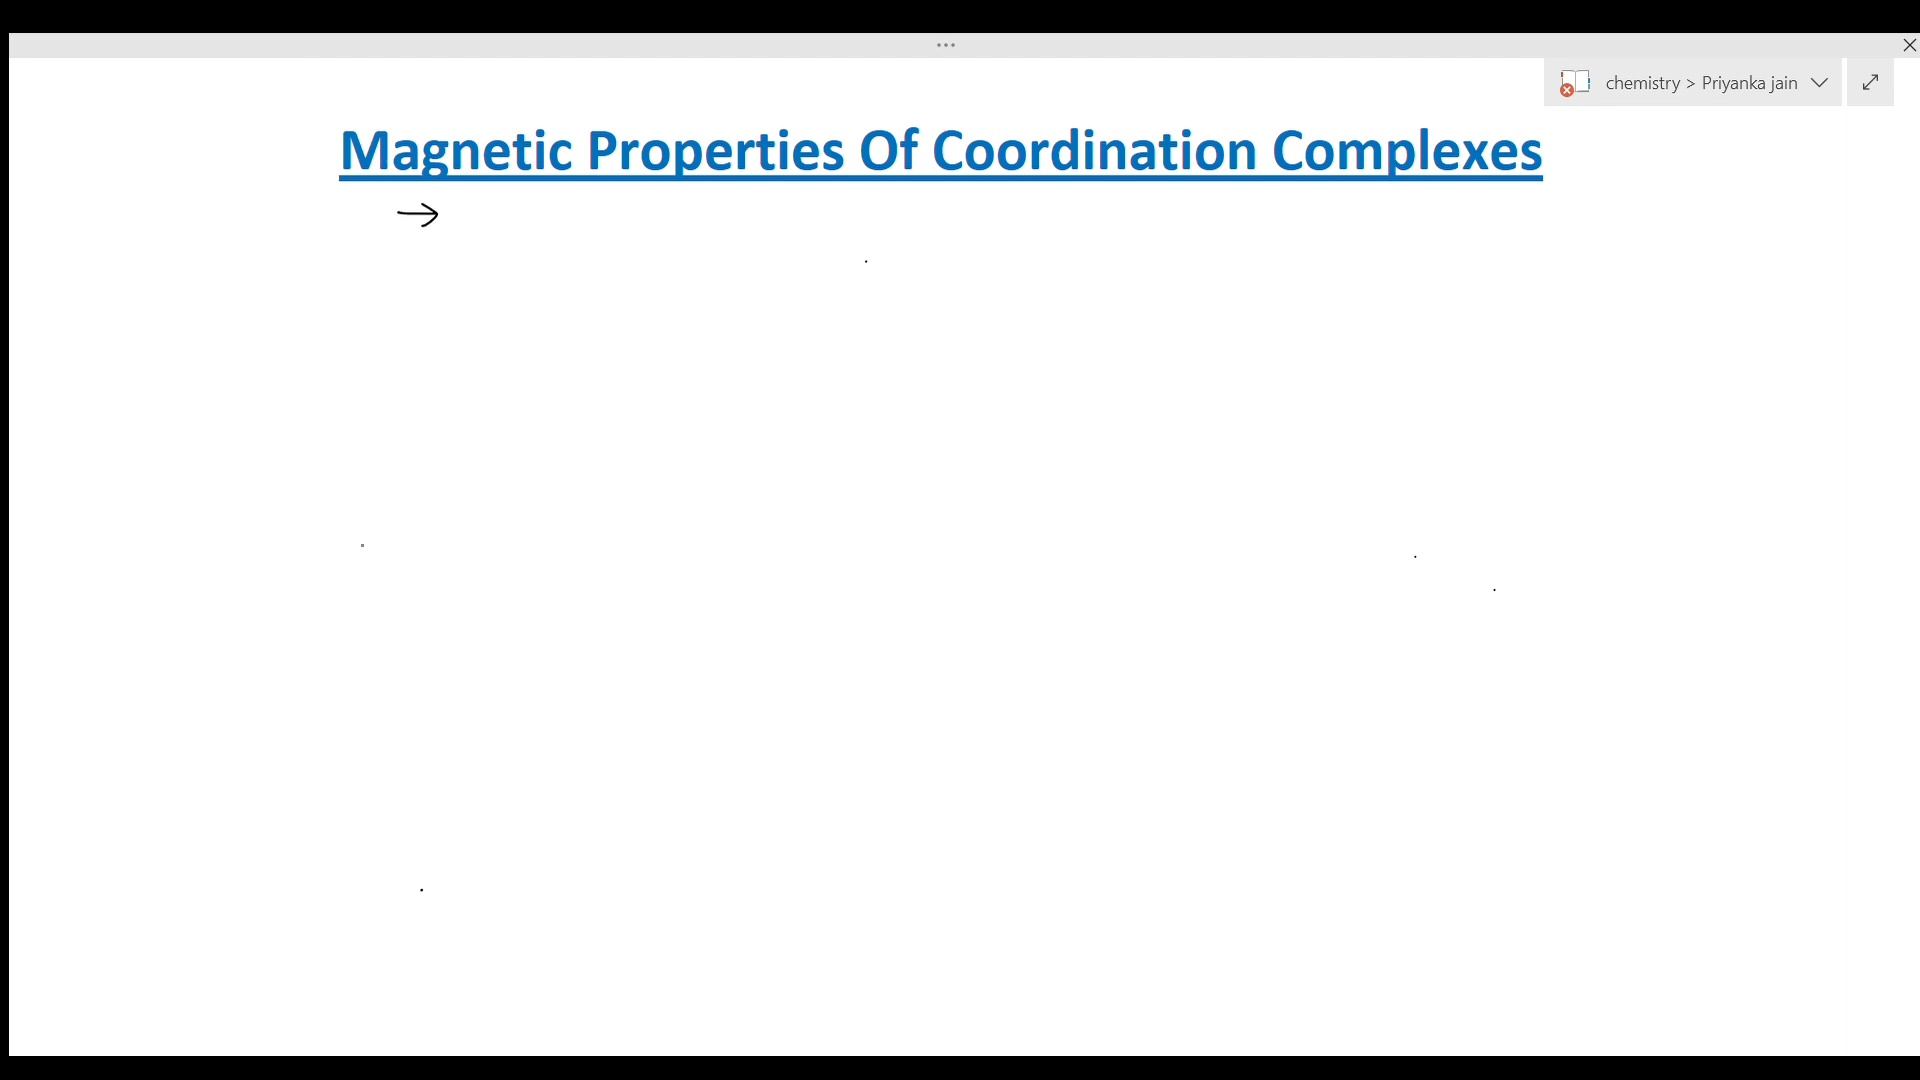 chemistry > Priyanka jain
Magnetic Properties Of Coordination Complexes
→